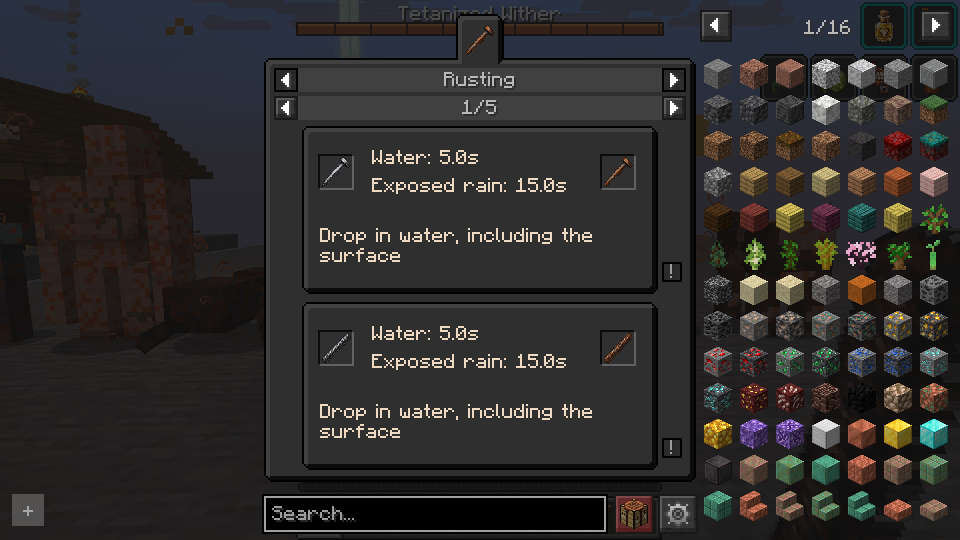 Tetanized Wither
1/16
Rusting
1/5
Water: 5.0s
Exposed rain: 15.0s
Drop in water, including the
surface
!
Water: 5.0s
Exposed rain: 15.0s
Drop in water, including the
surface
!
+
Search...